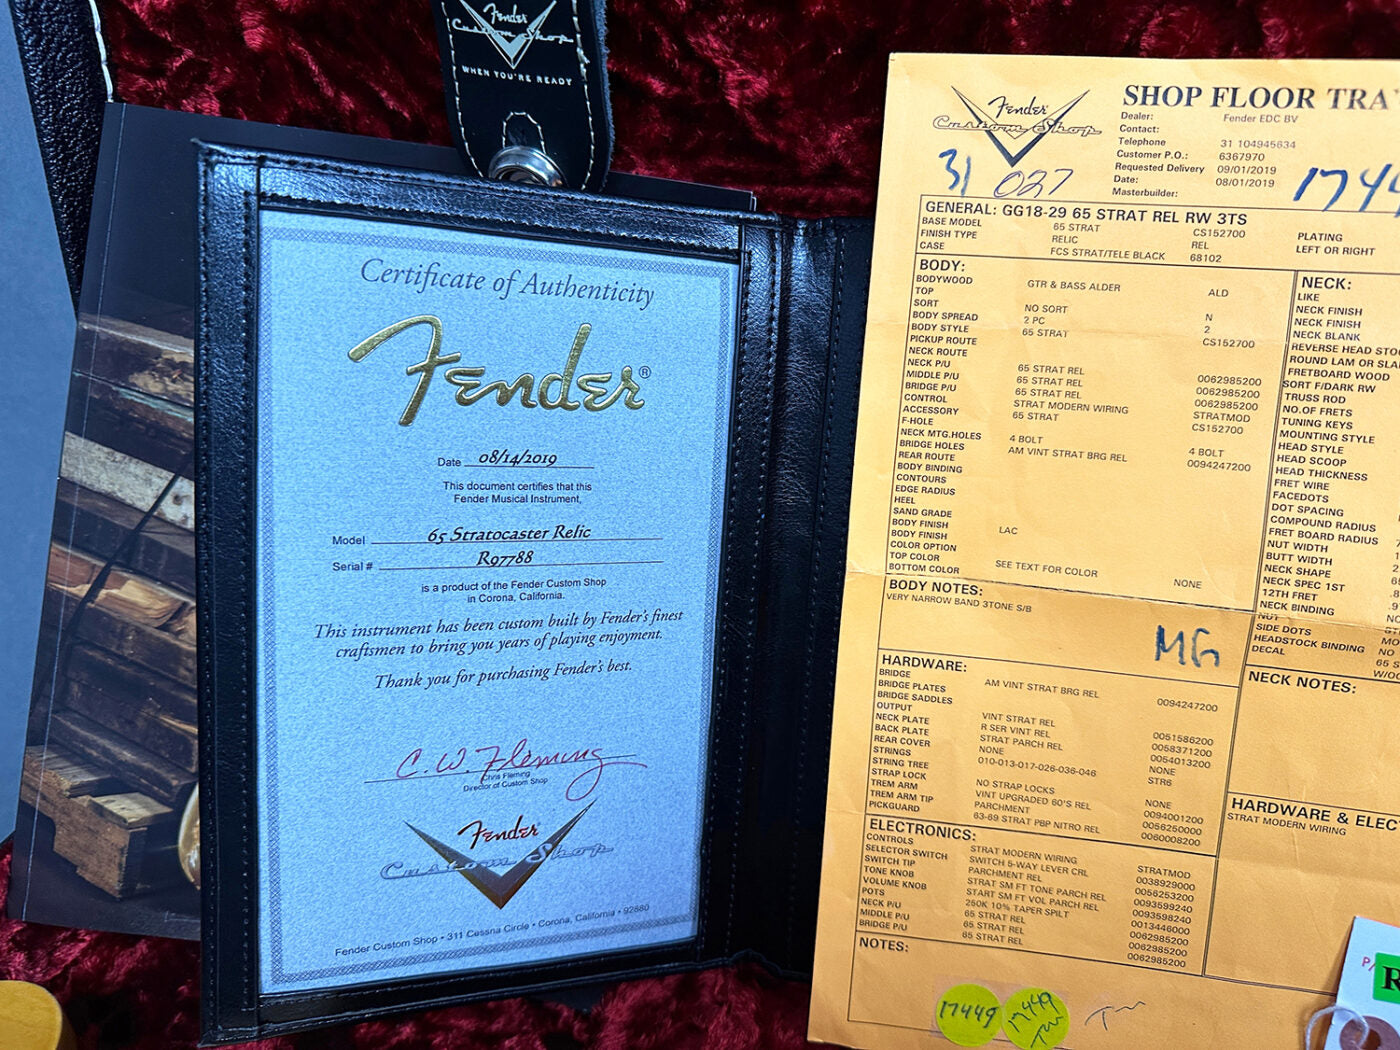 Fender
Custom Shop
WHEN YOU'RE READY
Certificate of Authenticity
Fender®
Date 08/14/2019
This document certifies that this
Fender Musical Instrument,
Model 65 Stratocaster Relic
Serial # R97788
is a product of the Fender Custom Shop
in Corona, California.
This instrument has been custom built by Fender's finest
craftsmen to bring you years of playing enjoyment.
Thank you for purchasing Fender's best.
C. W. Fleming
Chris Fleming
Director of Custom Shop
Fender
Custom Shop
Fender Custom Shop • 311 Cessna Circle • Corona, California • 92880
Fender
Custom Shop
SHOP FLOOR TRA
Dealer: Fender EDC BV
Contact:
Telephone 31 104945634
Customer P.O.: 6367970
Requested Delivery 09/01/2019
Date: 08/01/2019
Masterbuilder:
31 027
1744
GENERAL: GG18-29 65 STRAT REL RW 3TS
BASE MODEL 65 STRAT CS152700 PLATING
FINISH TYPE RELIC REL LEFT OR RIGHT
CASE FCS STRAT/TELE BLACK 68102
BODY:
BODYWOOD GTR & BASS ALDER ALD
TOP
SORT NO SORT N
BODY SPREAD 2 PC 2
BODY STYLE 65 STRAT CS152700
PICKUP ROUTE
NECK ROUTE
NECK P/U 65 STRAT REL 0062985200
MIDDLE P/U 65 STRAT REL 0062985200
BRIDGE P/U 65 STRAT REL 0062985200
CONTROL STRAT MODERN WIRING STRATMOD
ACCESSORY 65 STRAT CS152700
F-HOLE
NECK MTG.HOLES 4 BOLT 4 BOLT
BRIDGE HOLES AM VINT STRAT BRG REL 0094247200
REAR ROUTE
BODY BINDING
CONTOURS
EDGE RADIUS
HEEL
SAND GRADE
BODY FINISH LAC
BODY FINISH
COLOR OPTION
TOP COLOR SEE TEXT FOR COLOR NONE
BOTTOM COLOR
BODY NOTES:
VERY NARROW BAND 3TONE S/B
MG
HARDWARE:
BRIDGE AM VINT STRAT BRG REL 0094247200
BRIDGE PLATES
BRIDGE SADDLES
OUTPUT VINT STRAT REL 0051586200
NECK PLATE R SER VINT REL 0058371200
BACK PLATE STRAT PARCH REL 0054013200
REAR COVER NONE NONE
STRINGS 010-013-017-026-036-046 STR6
STRING TREE
STRAP LOCK NO STRAP LOCKS NONE
TREM ARM VINT UPGRADED 60'S REL 0094001200
TREM ARM TIP PARCHMENT 0056250000
PICKGUARD 63-69 STRAT PBP NITRO REL 0060008200
ELECTRONICS:
CONTROLS STRAT MODERN WIRING STRATMOD
SELECTOR SWITCH SWITCH 5-WAY LEVER CRL 0038929000
SWITCH TIP PARCHMENT REL 0056253200
TONE KNOB STRAT SM FT TONE PARCH REL 0093599240
VOLUME KNOB START SM FT VOL PARCH REL 0093598240
POTS 250K 10% TAPER SPILT 0013446000
NECK P/U 65 STRAT REL 0062985200
MIDDLE P/U 65 STRAT REL 0062985200
BRIDGE P/U 65 STRAT REL 0062985200
NOTES:
17449
17449
NECK:
LIKE
NECK FINISH
NECK FINISH
NECK BLANK
REVERSE HEAD STO
ROUND LAM OR SLA
FRETBOARD WOOD
SORT F/DARK RW
TRUSS ROD
NO.OF FRETS
TUNING KEYS
MOUNTING STYLE
HEAD STYLE
HEAD SCOOP
HEAD THICKNESS
FRET WIRE
FACEDOTS
DOT SPACING
COMPOUND RADIUS
FRET BOARD RADIUS
NUT WIDTH
BUTT WIDTH
NECK SHAPE
NECK SPEC 1ST
12TH FRET
NECK BINDING
NUT
SIDE DOTS
HEADSTOCK BINDING
DECAL
NECK NOTES:
HARDWARE & ELEC
STRAT MODERN WIRING
R